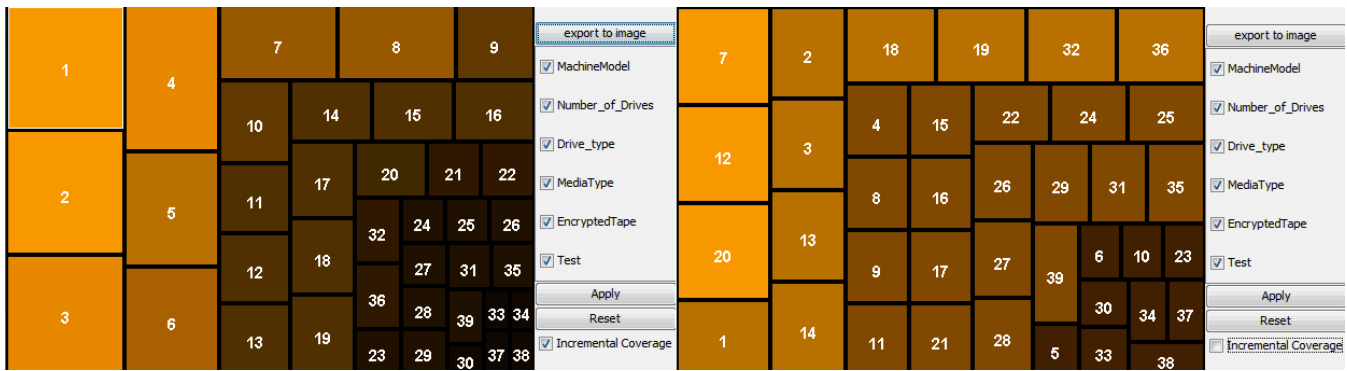 1
2
3
4
5
6
7 8 9
10
11
12
13
14 15 16
17
18
19
20 21 22
32
36
23
24 25 26
27 31 35
28 39 33 34
29 30 37 38
export to image
MachineModel
Number_of_Drives
Drive_type
MediaType
EncryptedTape
Test
Apply
Reset
Incremental Coverage
7
12
20
1
2
3
13
14
18 19 32 36
4 15
8 16
9 17
11 21
22 24 25
26 29 31 35
27
28
39
5
6 10 23
30 34 37
33 38
export to image
MachineModel
Number_of_Drives
Drive_type
MediaType
EncryptedTape
Test
Apply
Reset
Incremental Coverage